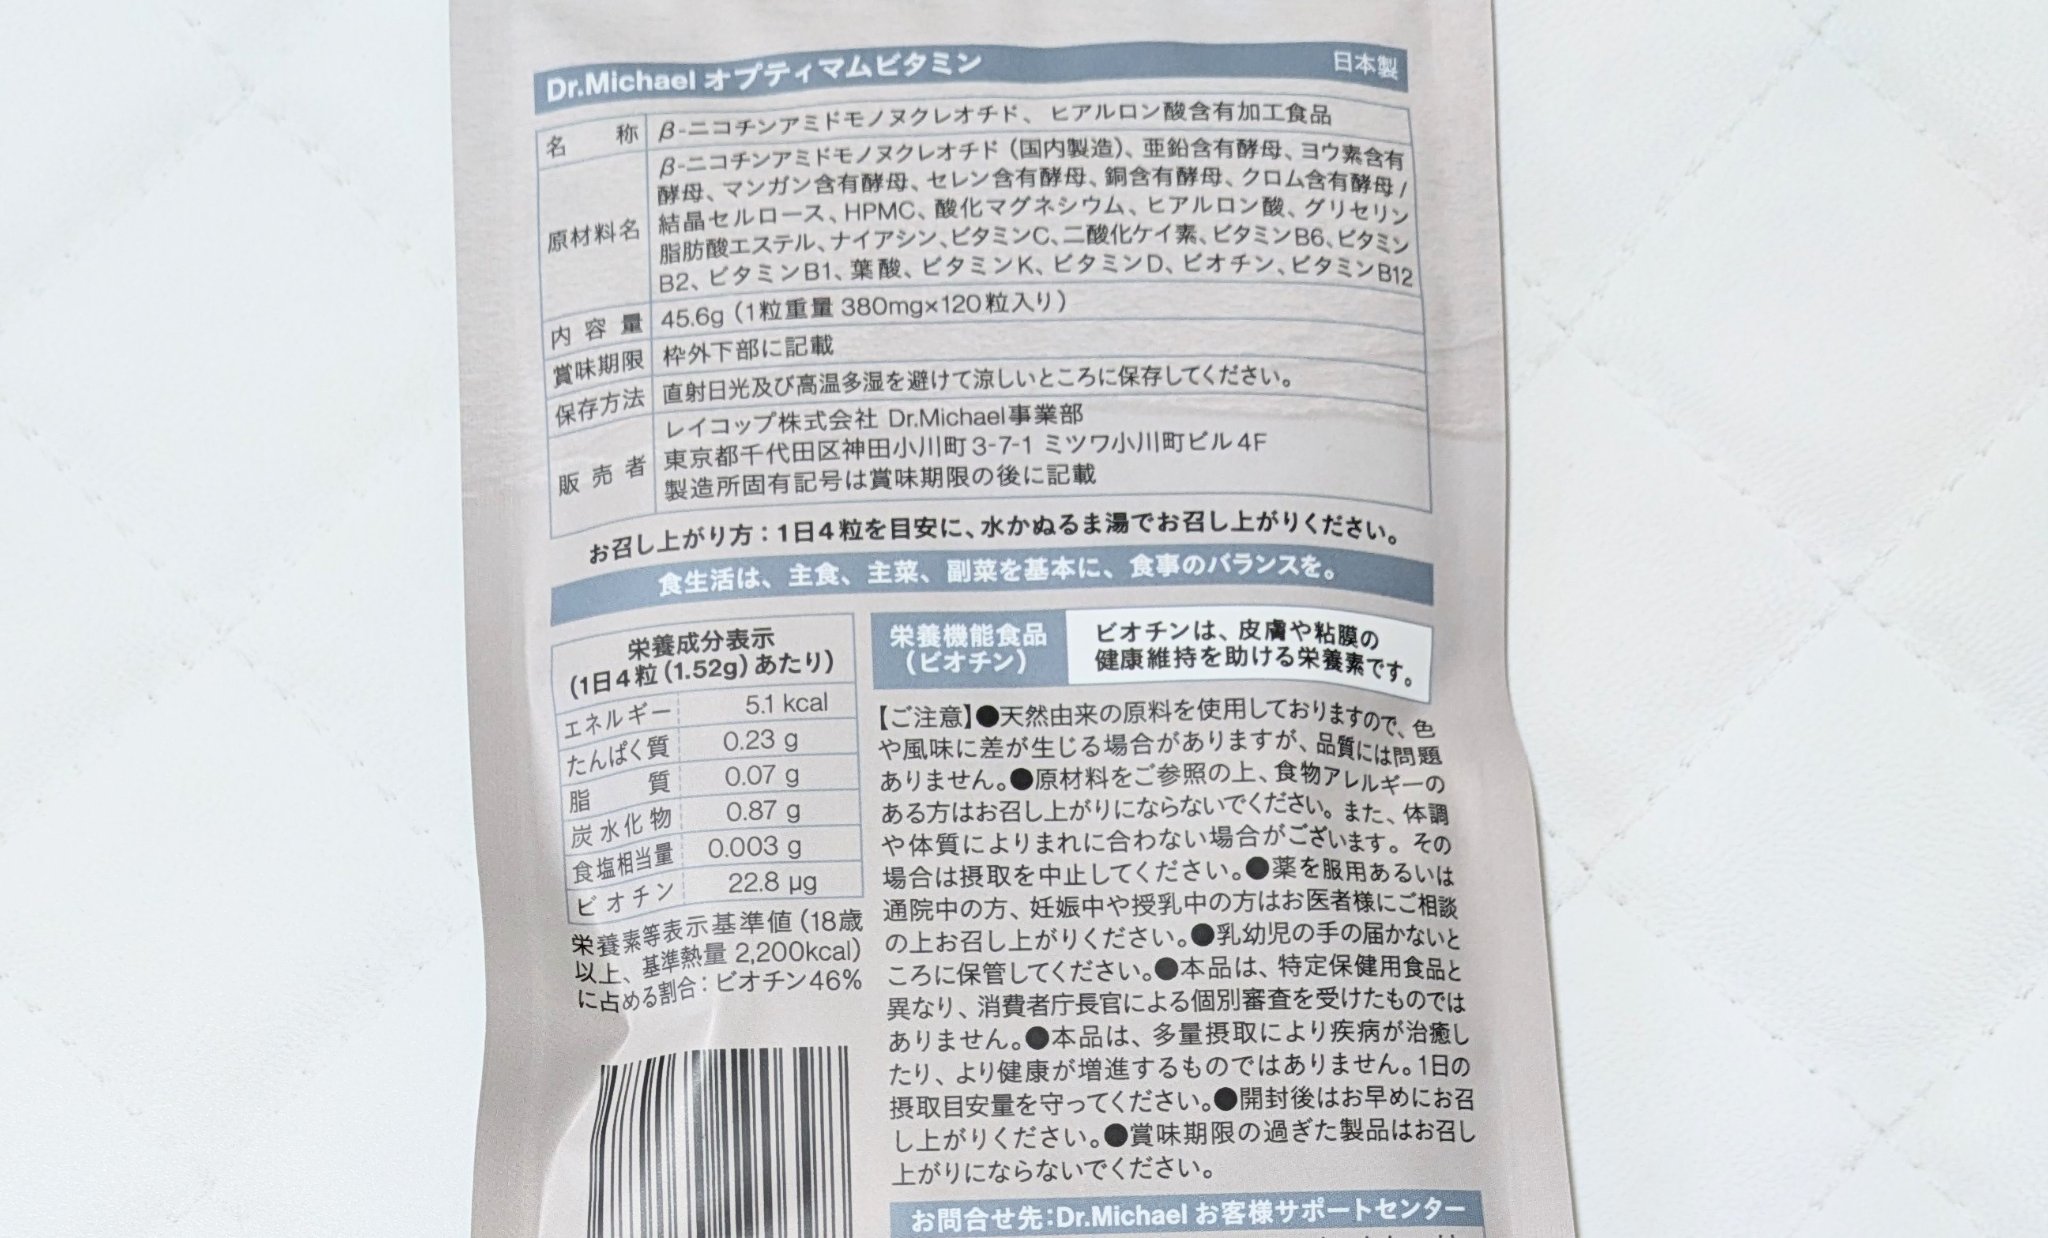 Dr.Michael オプティマムビタミン 日本製
名称 β-ニコチンアミドモノヌクレオチド、ヒアルロン酸含有加工食品
原材料名 β-ニコチンアミドモノヌクレオチド（国内製造）、亜鉛含有酵母、ヨウ素含有
酵母、マンガン含有酵母、セレン含有酵母、銅含有酵母、クロム含有酵母/
結晶セルロース、HPMC、酸化マグネシウム、ヒアルロン酸、グリセリン
脂肪酸エステル、ナイアシン、ビタミンC、二酸化ケイ素、ビタミンB6、ビタミン
B2、ビタミンB1、葉酸、ビタミンK、ビタミンD、ビオチン、ビタミンB12
内容量 45.6g（1粒重量 380mg×120粒入り）
賞味期限 枠外下部に記載
保存方法 直射日光及び高温多湿を避けて涼しいところに保存してください。
販売者 レイコップ株式会社 Dr.Michael事業部
東京都千代田区神田小川町3-7-1 ミツワ小川町ビル4F
製造所固有記号は賞味期限の後に記載
お召し上がり方：1日4粒を目安に、水かぬるま湯でお召し上がりください。
食生活は、主食、主菜、副菜を基本に、食事のバランスを。
栄養成分表示
（1日4粒（1.52g）あたり）
エネルギー 5.1 kcal
たんぱく質 0.23 g
脂質 0.07 g
炭水化物 0.87 g
食塩相当量 0.003 g
ビオチン 22.8 μg
栄養素等表示基準値（18歳
以上、基準熱量 2,200kcal）
に占める割合：ビオチン46%
栄養機能食品
（ビオチン）
ビオチンは、皮膚や粘膜の
健康維持を助ける栄養素です。
【ご注意】●天然由来の原料を使用しておりますので、色
や風味に差が生じる場合がありますが、品質には問題
ありません。●原材料をご参照の上、食物アレルギーの
ある方はお召し上がりにならないでください。また、体調
や体質によりまれに合わない場合がございます。その
場合は摂取を中止してください。●薬を服用あるいは
通院中の方、妊娠中や授乳中の方はお医者様にご相談
の上お召し上がりください。●乳幼児の手の届かないと
ころに保管してください。●本品は、特定保健用食品と
異なり、消費者庁長官による個別審査を受けたものでは
ありません。●本品は、多量摂取により疾病が治癒し
たり、より健康が増進するものではありません。1日の
摂取目安量を守ってください。●開封後はお早めにお召
し上がりください。●賞味期限の過ぎた製品はお召し
上がりにならないでください。
お問合せ先：Dr.Michael お客様サポートセンター